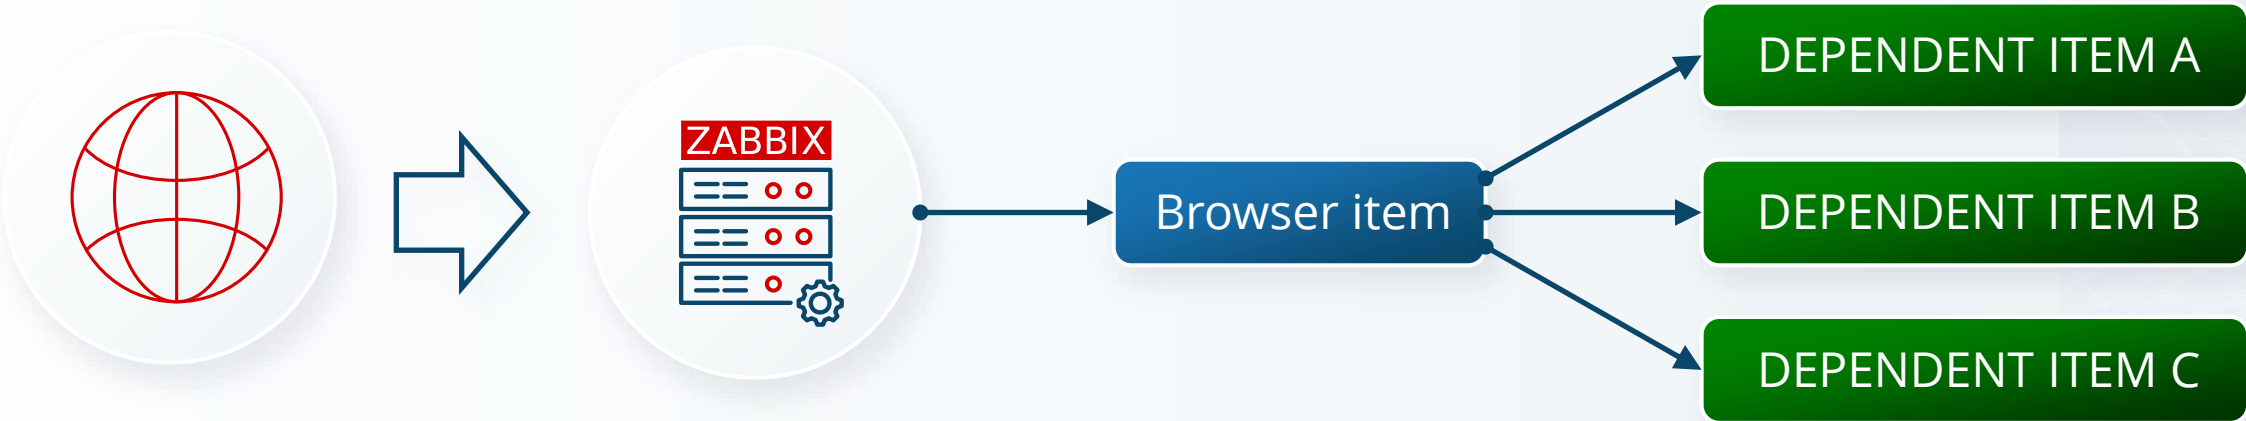 ZABBIX
Browser item
DEPENDENT ITEM A
DEPENDENT ITEM B
DEPENDENT ITEM C